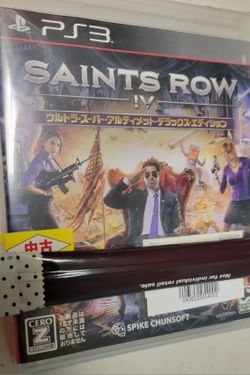 PS3
SAINTS ROW
IV
ウルトラ・スーパー・アルティメット・デラックス・エディション
中古
Not for individual retail sale.
CERO
Z
SPIKE CHUNSOFT